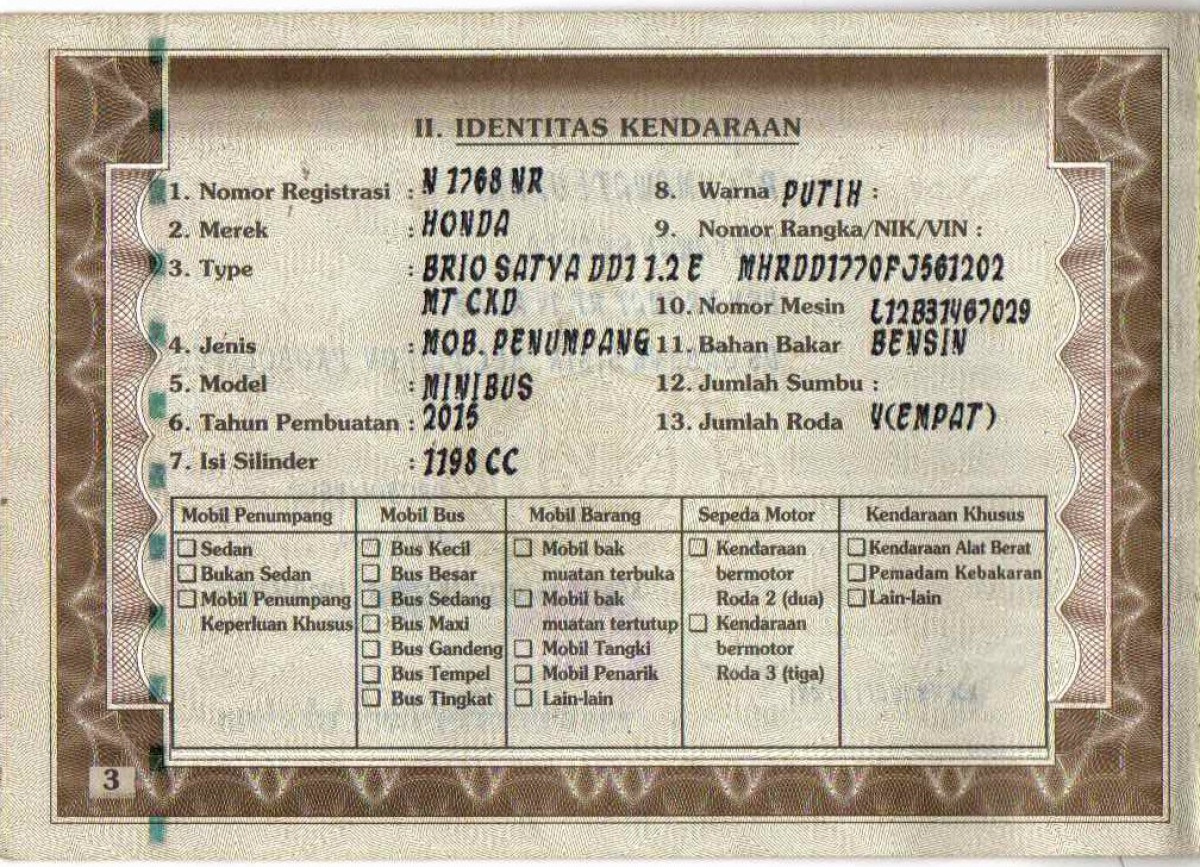 II. IDENTITAS KENDARAAN
1. Nomor Registrasi : N 1768 NR
2. Merek : HONDA
3. Type : BRIO SATYA DD1 1.2 E
MT CKD
4. Jenis : MOB. PENUMPANG
5. Model : MINIBUS
6. Tahun Pembuatan : 2015
7. Isi Silinder : 1198 CC
8. Warna PUTIH :
9. Nomor Rangka/NIK/VIN :
MHRDD1770FJ561202
10. Nomor Mesin L12B31467029
11. Bahan Bakar BENSIN
12. Jumlah Sumbu :
13. Jumlah Roda 4(EMPAT)
Mobil Penumpang
Sedan
Bukan Sedan
Mobil Penumpang
Keperluan Khusus
Mobil Bus
Bus Kecil
Bus Besar
Bus Sedang
Bus Maxi
Bus Gandeng
Bus Tempel
Bus Tingkat
Mobil Barang
Mobil bak
muatan terbuka
Mobil bak
muatan tertutup
Mobil Tangki
Mobil Penarik
Lain-lain
Sepeda Motor
Kendaraan
bermotor
Roda 2 (dua)
Kendaraan
bermotor
Roda 3 (tiga)
Kendaraan Khusus
Kendaraan Alat Berat
Pemadam Kebakaran
Lain-lain
3